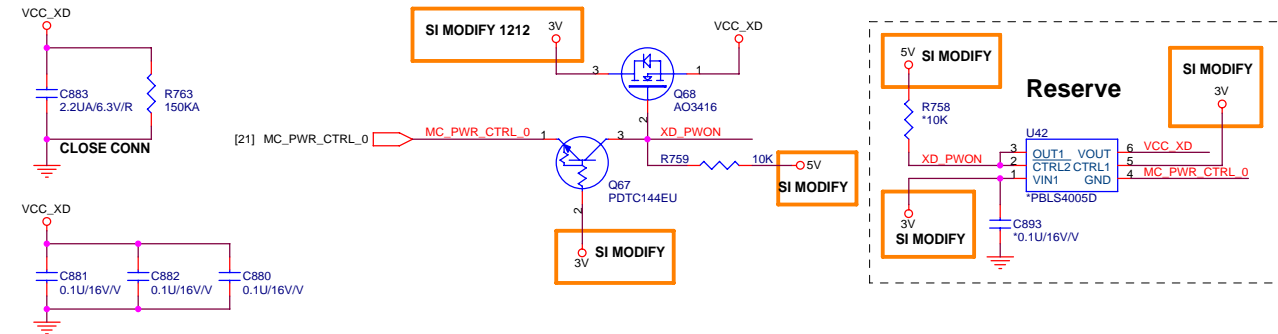 VCC_XD
C883
2.2UA/6.3V/R
R763
150KA
CLOSE CONN
VCC_XD
C881
0.1U/16V/V
C882
0.1U/16V/V
C880
0.1U/16V/V
SI MODIFY 1212
3V
VCC_XD
3
1
Q68
AO3416
2
[21] MC_PWR_CTRL_0
MC_PWR_CTRL_0
1
3
XD_PWON
R759
10K
5V
SI MODIFY
Q67
PDTC144EU
2
3V
SI MODIFY
5V
SI MODIFY
Reserve
SI MODIFY
3V
R758
*10K
U42
XD_PWON
3
OUT1
VOUT
6
VCC_XD
2
CTRL2
CTRL1
5
1
VIN1
GND
4
MC_PWR_CTRL_0
*PBLS4005D
3V
SI MODIFY
C893
*0.1U/16V/V